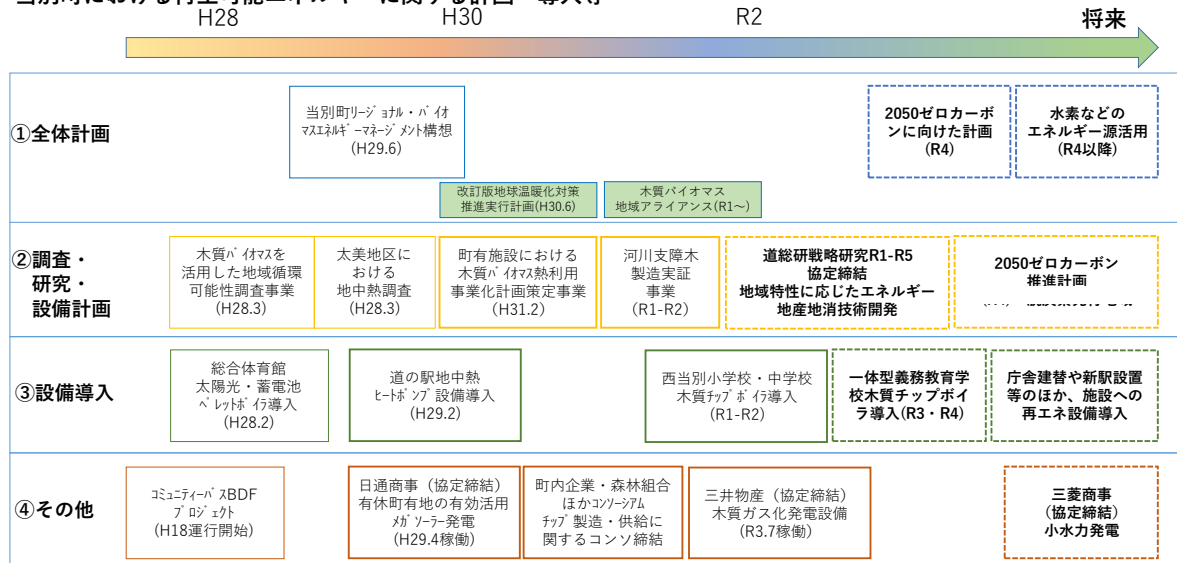 当別町における再生可能エネルギーに関する計画・導入等
H28
H30
R2
将来
①全体計画
当別町ﾘｰｼﾞｮﾅﾙ・ﾊﾞｲｵ
ﾏｽｴﾈﾙｷﾞｰﾏﾈｰｼﾞﾒﾝﾄ構想
(H29.6)
改訂版地球温暖化対策
推進実行計画(H30.6)
木質バイオマス
地域アライアンス(R1～)
2050ゼロカーボ
ンに向けた計画
(R4)
水素などの
エネルギー源活用
(R4以降)
②調査・
研究・
設備計画
木質ﾊﾞｲｵﾏｽを
活用した地域循環
可能性調査事業
(H28.3)
太美地区に
おける
地中熱調査
(H28.3)
町有施設における
木質ﾊﾞｲｵﾏｽ熱利用
事業化計画策定事業
(H31.2)
河川支障木
製造実証
事業
(R1-R2)
道総研戦略研究R1-R5
協定締結
地域特性に応じたエネルギー
地産地消技術開発
2050ゼロカーボン
推進計画
③設備導入
総合体育館
太陽光・蓄電池
ﾍﾟﾚｯﾄﾎﾞｲﾗ導入
(H28.2)
道の駅地中熱
ﾋｰﾄﾎﾟﾝﾌﾟ設備導入
(H29.2)
西当別小学校・中学校
木質ﾁｯﾌﾟﾎﾞｲﾗ導入
(R1-R2)
一体型義務教育学
校木質チップボイ
ラ導入(R3・R4)
庁舎建替や新駅設置
等のほか、施設への
再エネ設備導入
④その他
ｺﾐｭﾆﾃｨｰﾊﾞｽBDF
ﾌﾟﾛｼﾞｪｸﾄ
(H18運行開始)
日通商事（協定締結）
有休町有地の有効活用
ﾒｶﾞｿｰﾗｰ発電
(H29.4稼働)
町内企業・森林組合
ほかｺﾝｿｰｼｱﾑ
ﾁｯﾌﾟ製造・供給に
関するコンソ締結
三井物産（協定締結）
木質ガス化発電設備
(R3.7稼働)
三菱商事
(協定締結)
小水力発電